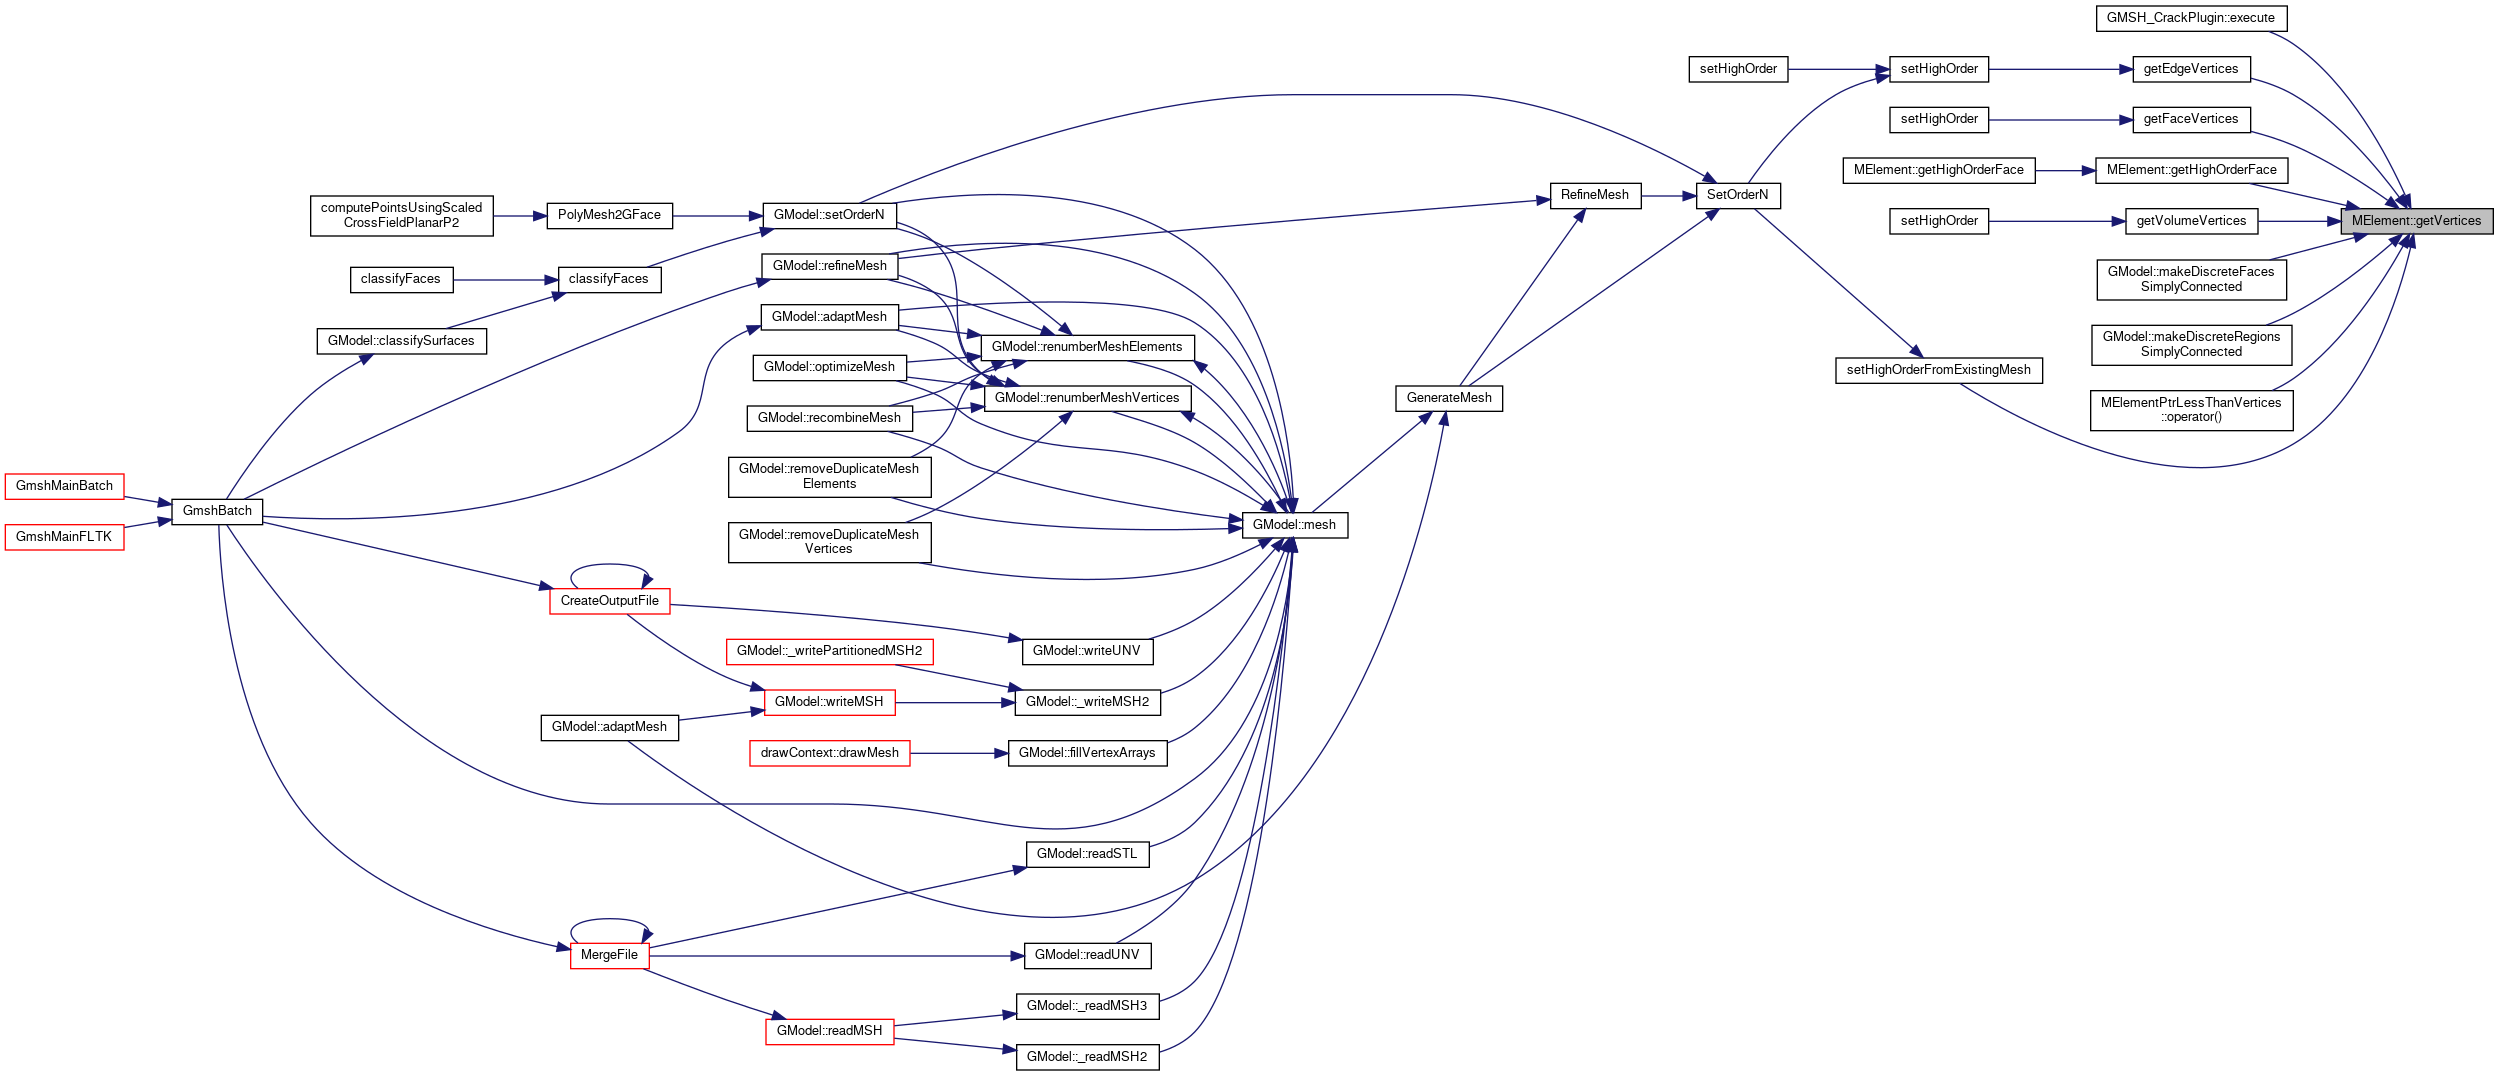 GMSH_CrackPlugin::execute
setHighOrder
setHighOrder
getEdgeVertices
setHighOrder
getFaceVertices
MElement::getHighOrderFace
MElement::getHighOrderFace
RefineMesh
SetOrderN
computePointsUsingScaled
CrossFieldPlanarP2
PolyMesh2GFace
GModel::setOrderN
setHighOrder
getVolumeVertices
MElement::getVertices
GModel::refineMesh
classifyFaces
classifyFaces
GModel::makeDiscreteFaces
SimplyConnected
GModel::adaptMesh
GModel::classifySurfaces
GModel::renumberMeshElements
GModel::makeDiscreteRegions
SimplyConnected
GModel::optimizeMesh
setHighOrderFromExistingMesh
GModel::renumberMeshVertices
GenerateMesh
MElementPtrLessThanVertices
::operator()
GModel::recombineMesh
GModel::removeDuplicateMesh
Elements
GmshMainBatch
GmshBatch
GModel::mesh
GmshMainFLTK
GModel::removeDuplicateMesh
Vertices
CreateOutputFile
GModel::_writePartitionedMSH2
GModel::writeUNV
GModel::writeMSH
GModel::_writeMSH2
GModel::adaptMesh
drawContext::drawMesh
GModel::fillVertexArrays
GModel::readSTL
MergeFile
GModel::readUNV
GModel::_readMSH3
GModel::readMSH
GModel::_readMSH2